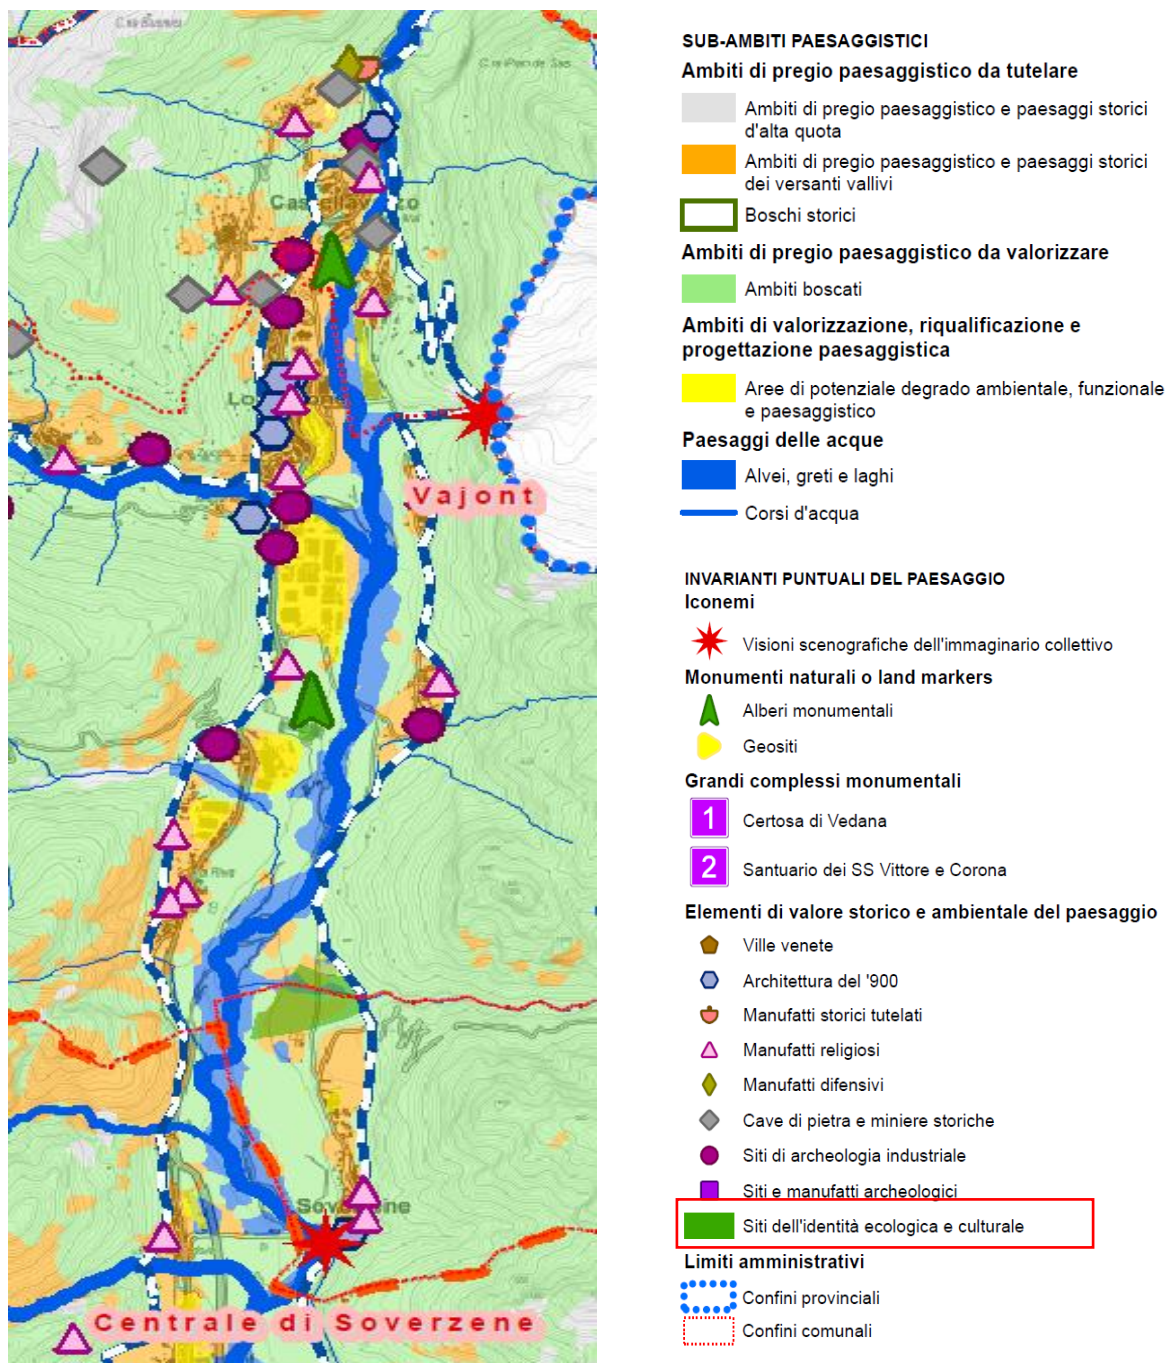 Castellavazzo
Vajont
Soverzene
Centrale di Soverzene
SUB-AMBITI PAESAGGISTICI
Ambiti di pregio paesaggistico da tutelare
Ambiti di pregio paesaggistico e paesaggi storici
d'alta quota
Ambiti di pregio paesaggistico e paesaggi storici
dei versanti vallivi
Boschi storici
Ambiti di pregio paesaggistico da valorizzare
Ambiti boscati
Ambiti di valorizzazione, riqualificazione e
progettazione paesaggistica
Aree di potenziale degrado ambientale, funzionale
e paesaggistico
Paesaggi delle acque
Alvei, greti e laghi
Corsi d'acqua
INVARIANTI PUNTUALI DEL PAESAGGIO
Iconemi
Visioni scenografiche dell'immaginario collettivo
Monumenti naturali o land markers
Alberi monumentali
Geositi
Grandi complessi monumentali
1 Certosa di Vedana
2 Santuario dei SS Vittore e Corona
Elementi di valore storico e ambientale del paesaggio
Ville venete
Architettura del '900
Manufatti storici tutelati
Manufatti religiosi
Manufatti difensivi
Cave di pietra e miniere storiche
Siti di archeologia industriale
Siti e manufatti archeologici
Siti dell'identità ecologica e culturale
Limiti amministrativi
Confini provinciali
Confini comunali